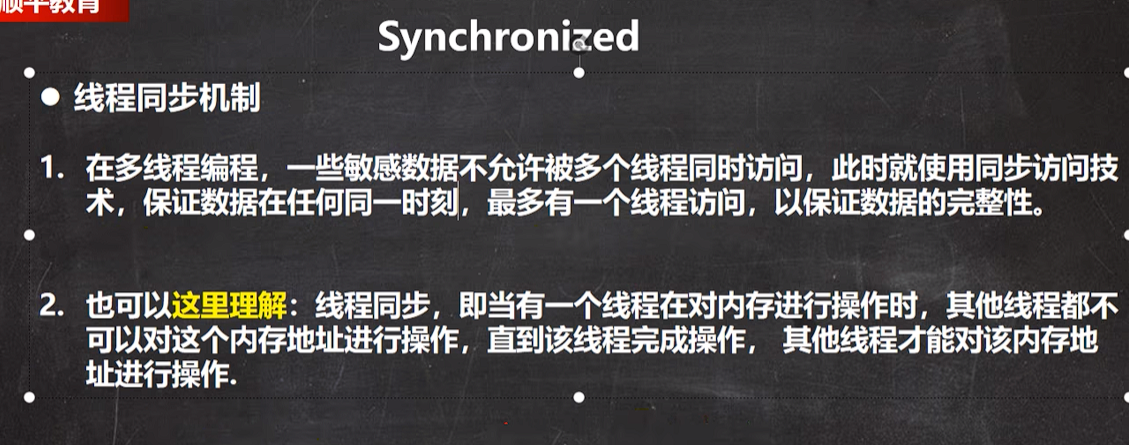 顺平教育
Synchronized
● 线程同步机制
1. 在多线程编程，一些敏感数据不允许被多个线程同时访问，此时就使用同步访问技
术，保证数据在任何同一时刻，最多有一个线程访问，以保证数据的完整性。
2. 也可以这里理解：线程同步，即当有一个线程在对内存进行操作时，其他线程都不
可以对这个内存地址进行操作，直到该线程完成操作， 其他线程才能对该内存地
址进行操作.